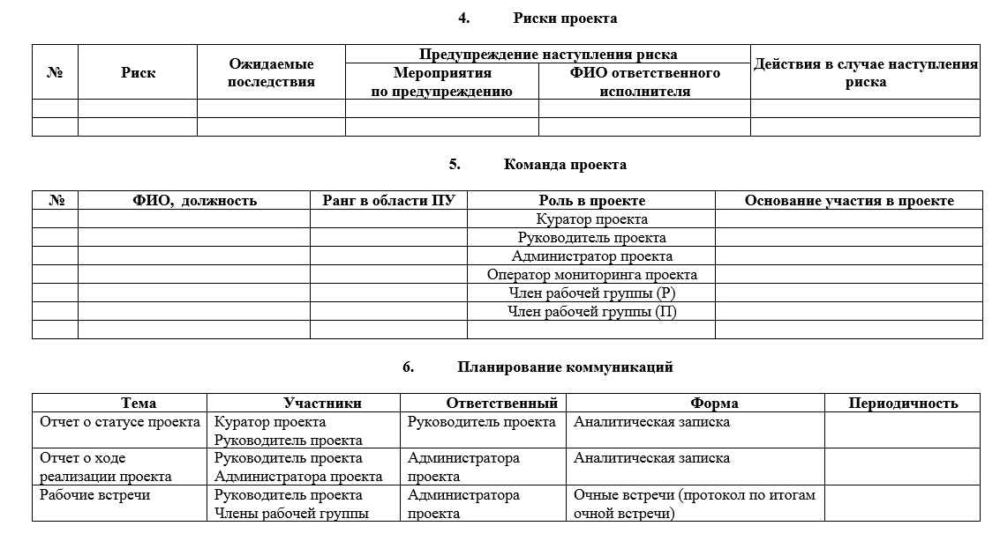 4. Риски проекта
№ Риск Ожидаемые последствия Предупреждение наступления риска Действия в случае наступления риска
Мероприятия по предупреждению ФИО ответственного исполнителя
5. Команда проекта
№ ФИО, должность Ранг в области ПУ Роль в проекте Основание участия в проекте
Куратор проекта
Руководитель проекта
Администратор проекта
Оператор мониторинга проекта
Член рабочей группы (Р)
Член рабочей группы (П)
6. Планирование коммуникаций
Тема Участники Ответственный Форма Периодичность
Отчет о статусе проекта Куратор проекта Руководитель проекта Аналитическая записка
Руководитель проекта
Отчет о ходе Руководитель проекта Администратора Аналитическая записка
реализации проекта Администратора проекта проекта
Рабочие встречи Руководитель проекта Администратора Очные встречи (протокол по итогам
Члены рабочей группы проекта очной встречи)